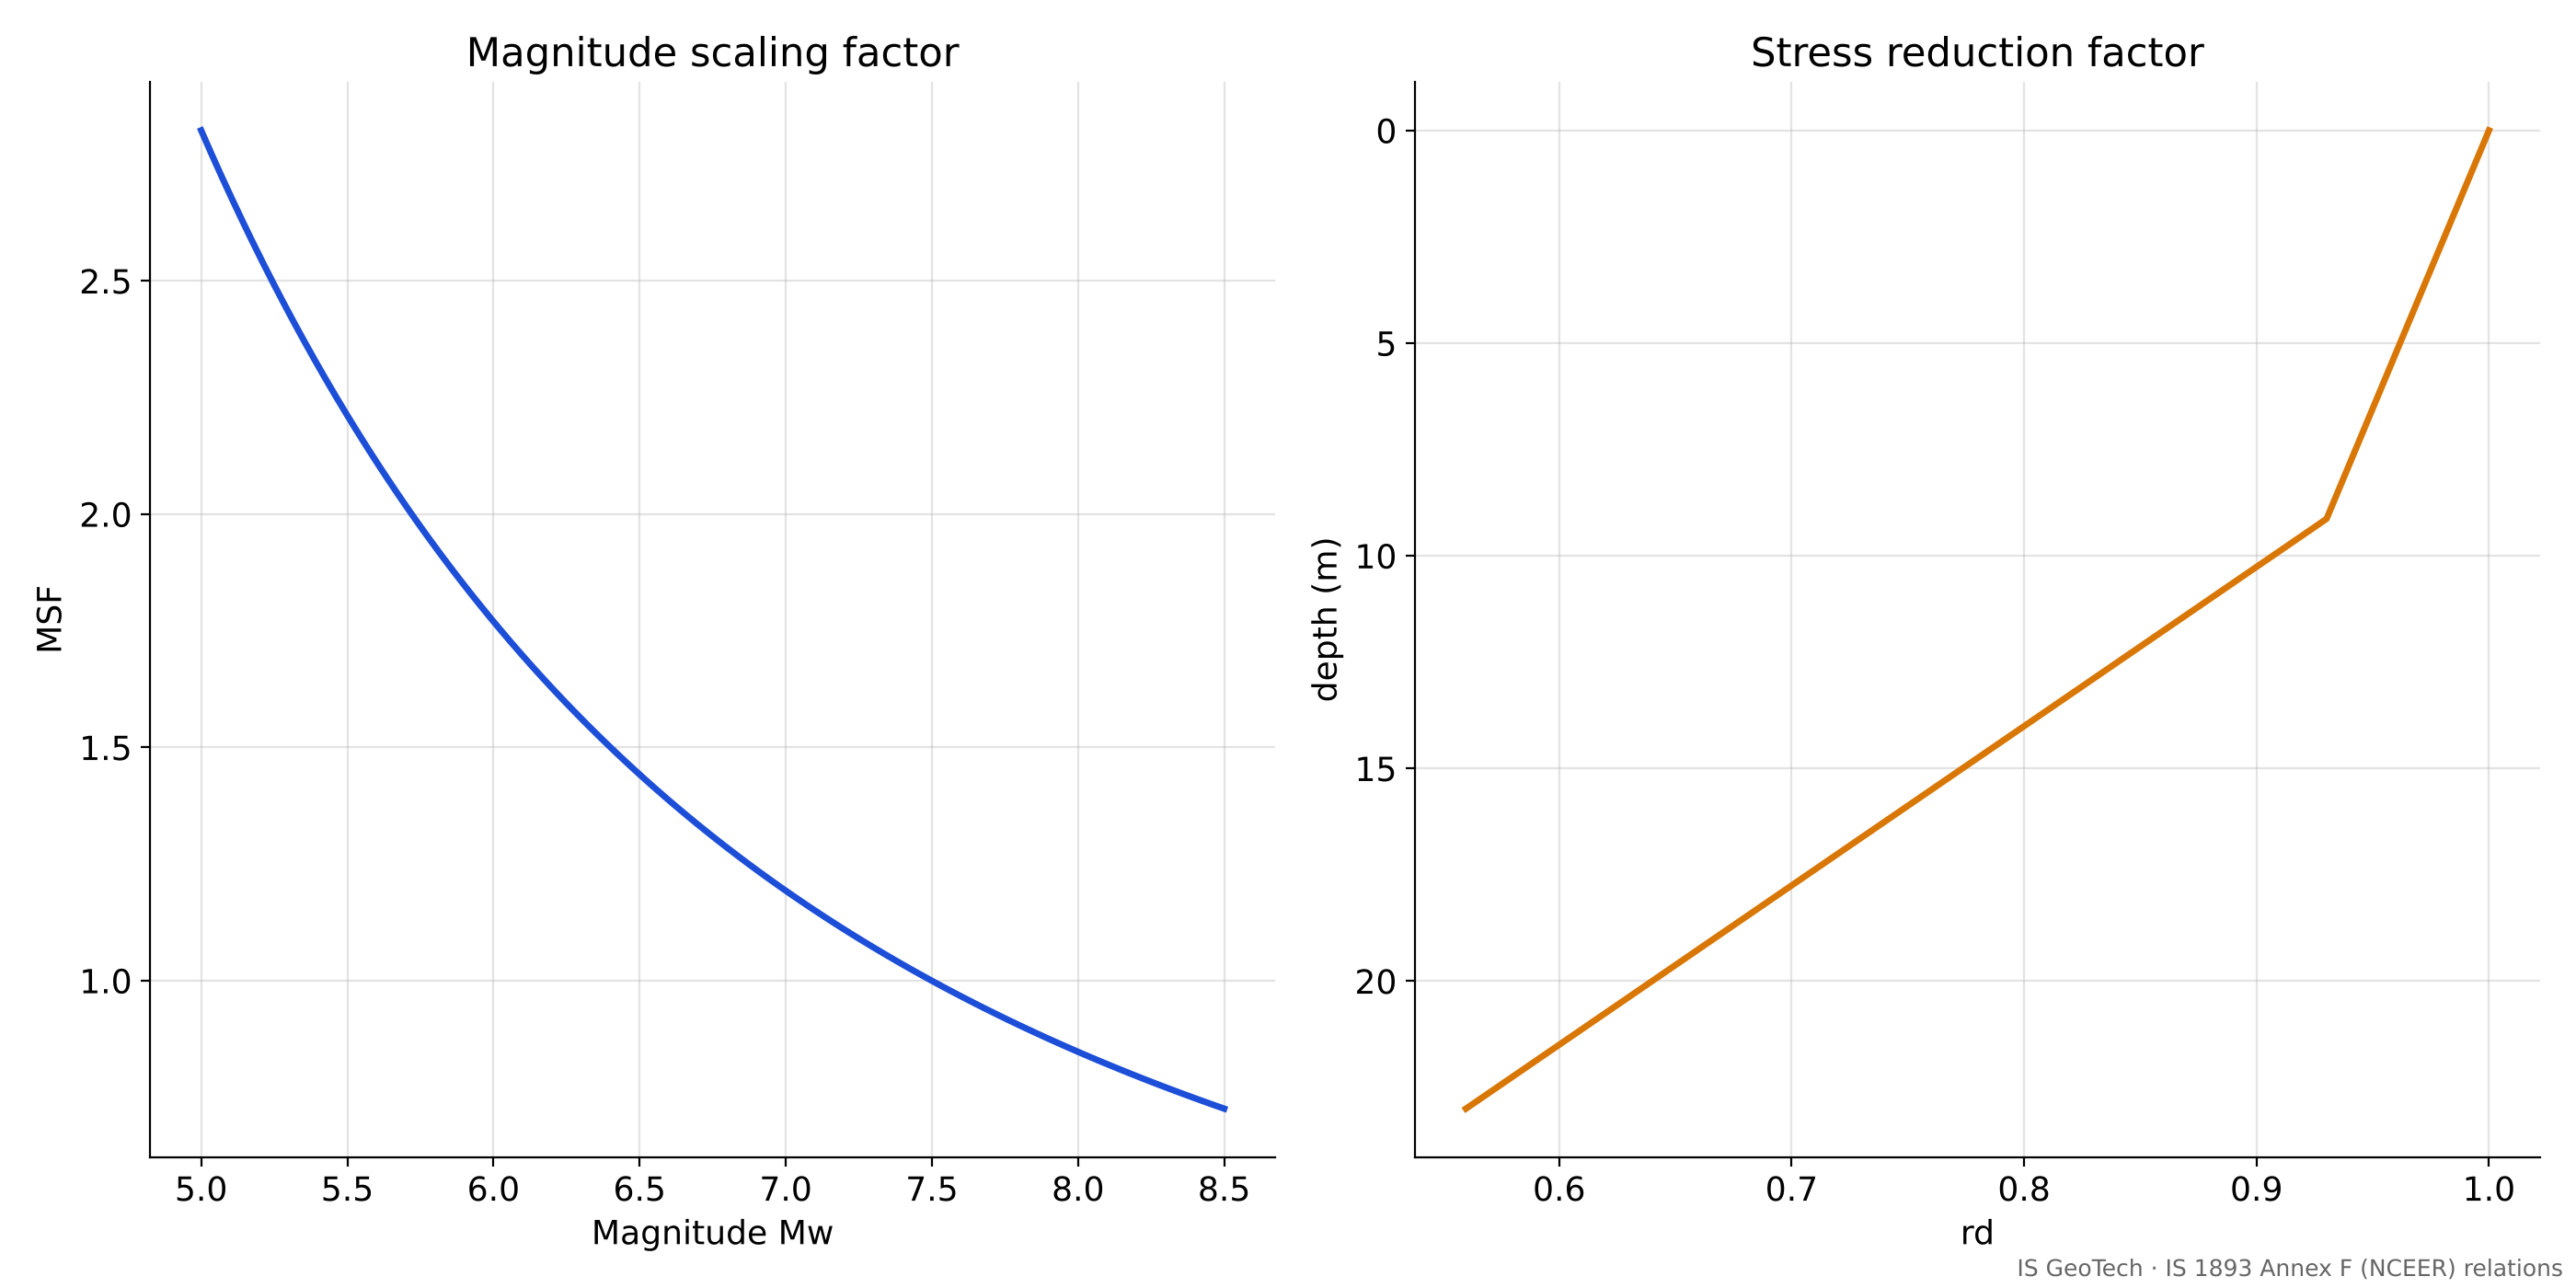 Magnitude scaling factor
MSF
2.5
2.0
1.5
1.0
5.0 5.5 6.0 6.5 7.0 7.5 8.0 8.5
Magnitude Mw
Stress reduction factor
depth (m)
0
5
10
15
20
0.6 0.7 0.8 0.9 1.0
rd
IS GeoTech · IS 1893 Annex F (NCEER) relations